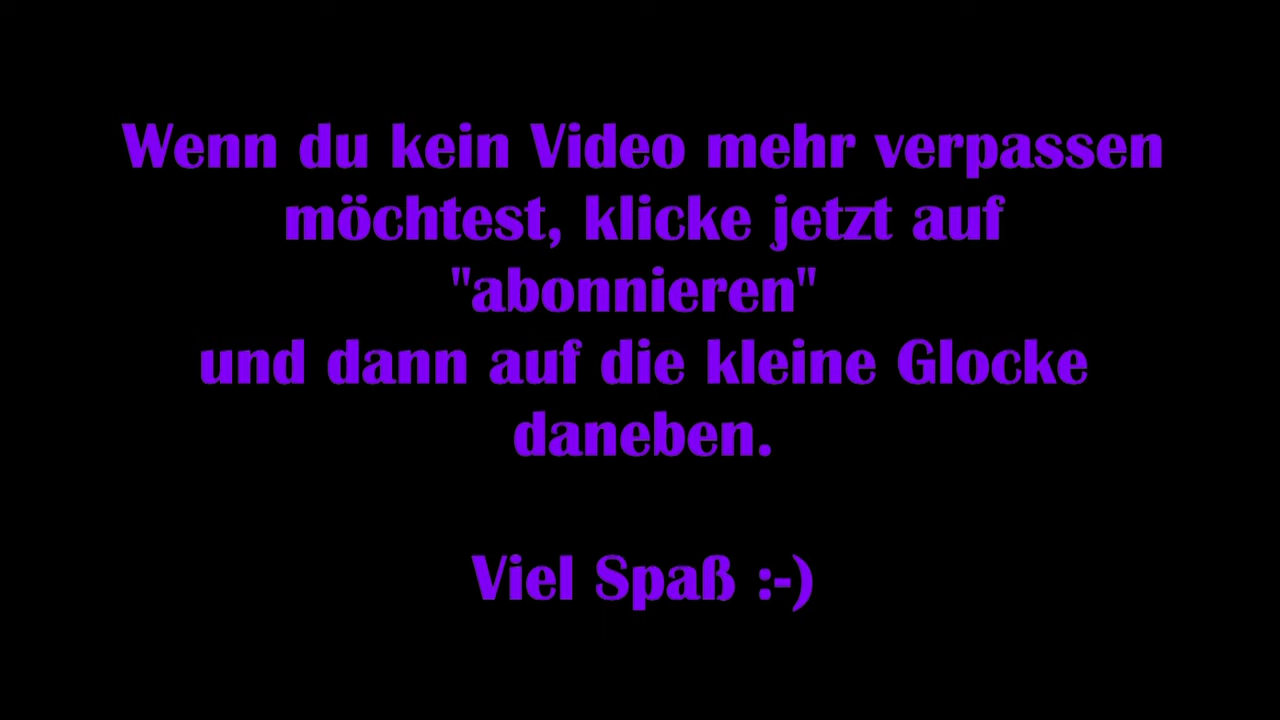 Wenn du kein Video mehr verpassen
möchtest, klicke jetzt auf
"abonnieren"
und dann auf die kleine Glocke
daneben.
Viel Spaß :-)